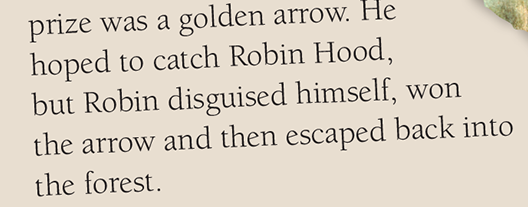 prize was a golden arrow. He
hoped to catch Robin Hood,
but Robin disguised himself, won
the arrow and then escaped back into
the forest.